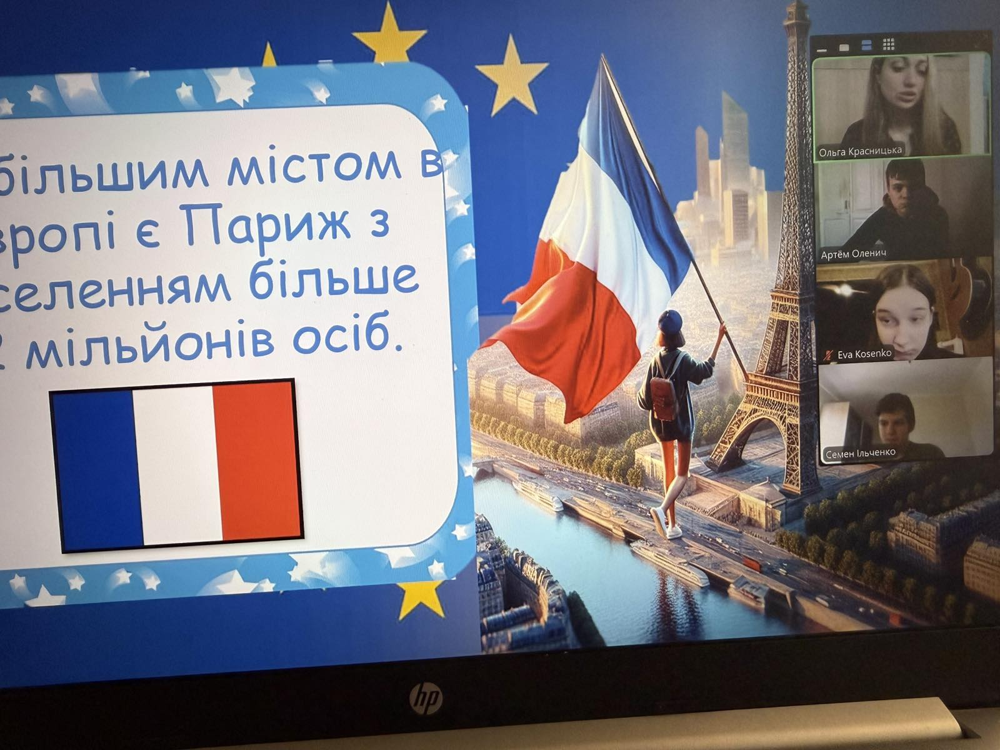 більшим містом в
вропі є Париж з
селенням більше
мільйонів осіб.
Ольга Красницька
Артём Оленич
Eva Kosenko
Семен Ільченко
hp